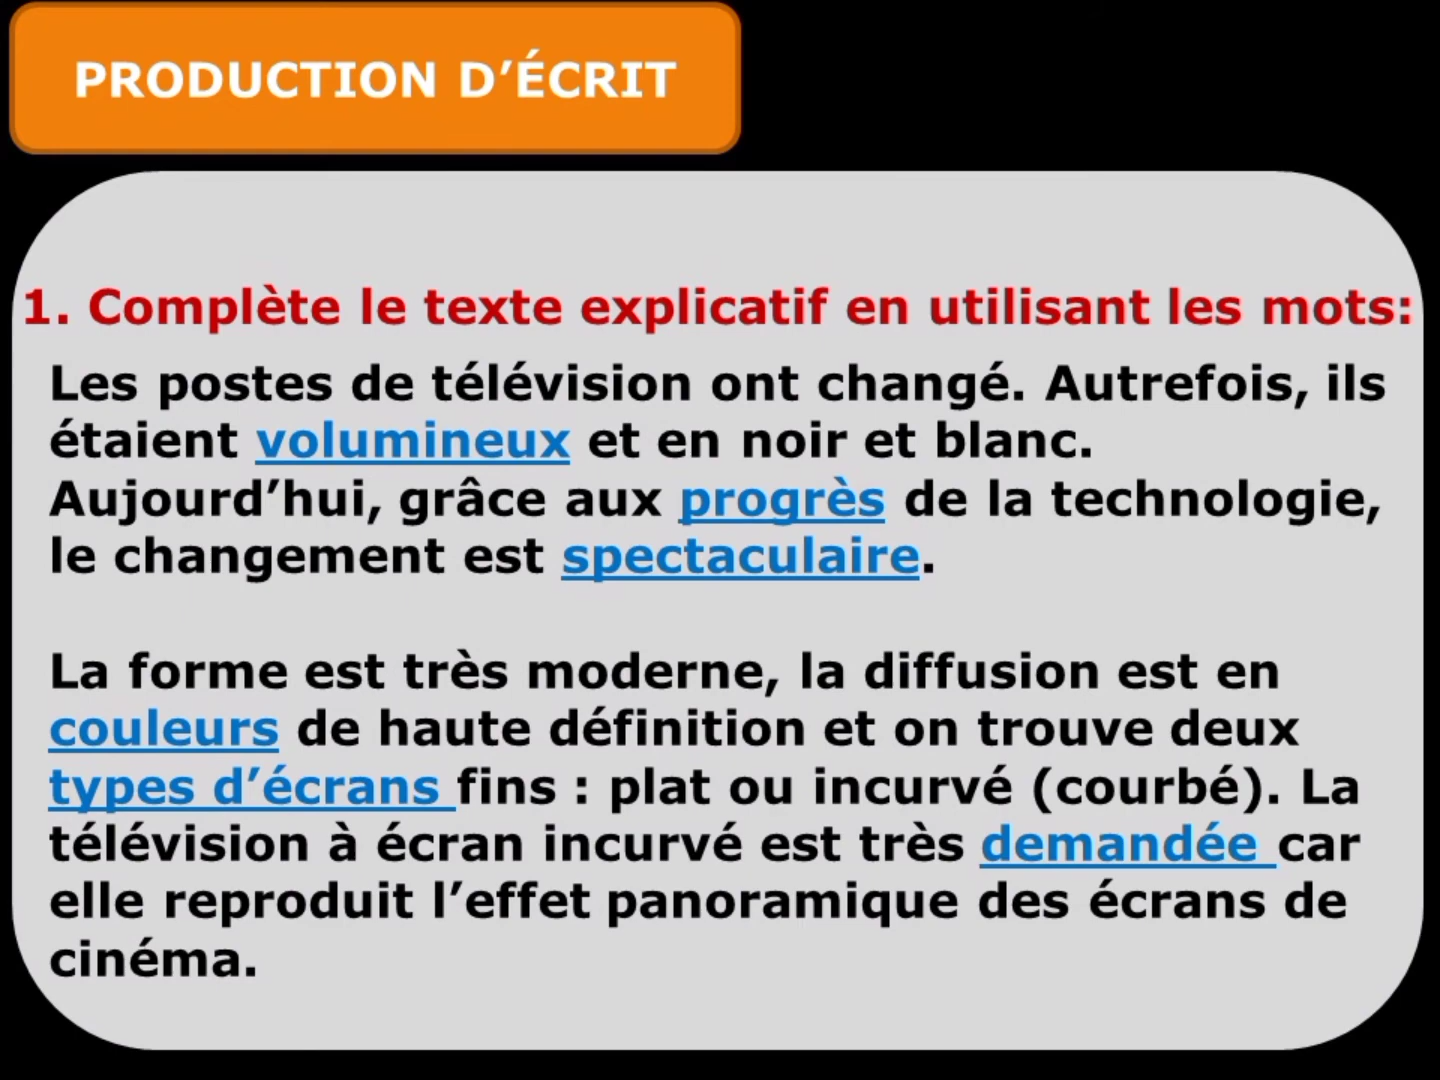 PRODUCTION D’ÉCRIT
1. Complète le texte explicatif en utilisant les mots:
Les postes de télévision ont changé. Autrefois, ils
étaient volumineux et en noir et blanc.
Aujourd’hui, grâce aux progrès de la technologie,
le changement est spectaculaire.
La forme est très moderne, la diffusion est en
couleurs de haute définition et on trouve deux
types d’écrans fins : plat ou incurvé (courbé). La
télévision à écran incurvé est très demandée car
elle reproduit l’effet panoramique des écrans de
cinéma.